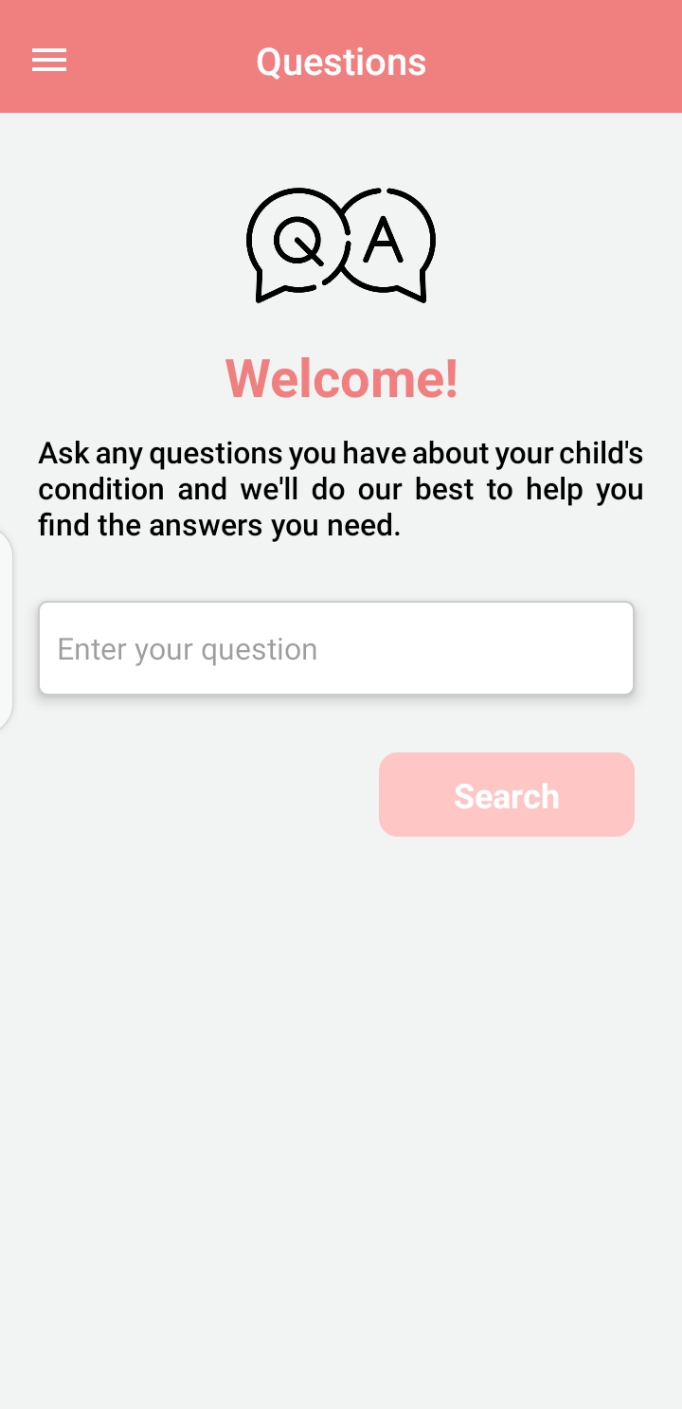 Questions
Q A
Welcome!
Ask any questions you have about your child's
condition and we'll do our best to help you
find the answers you need.
Enter your question
Search